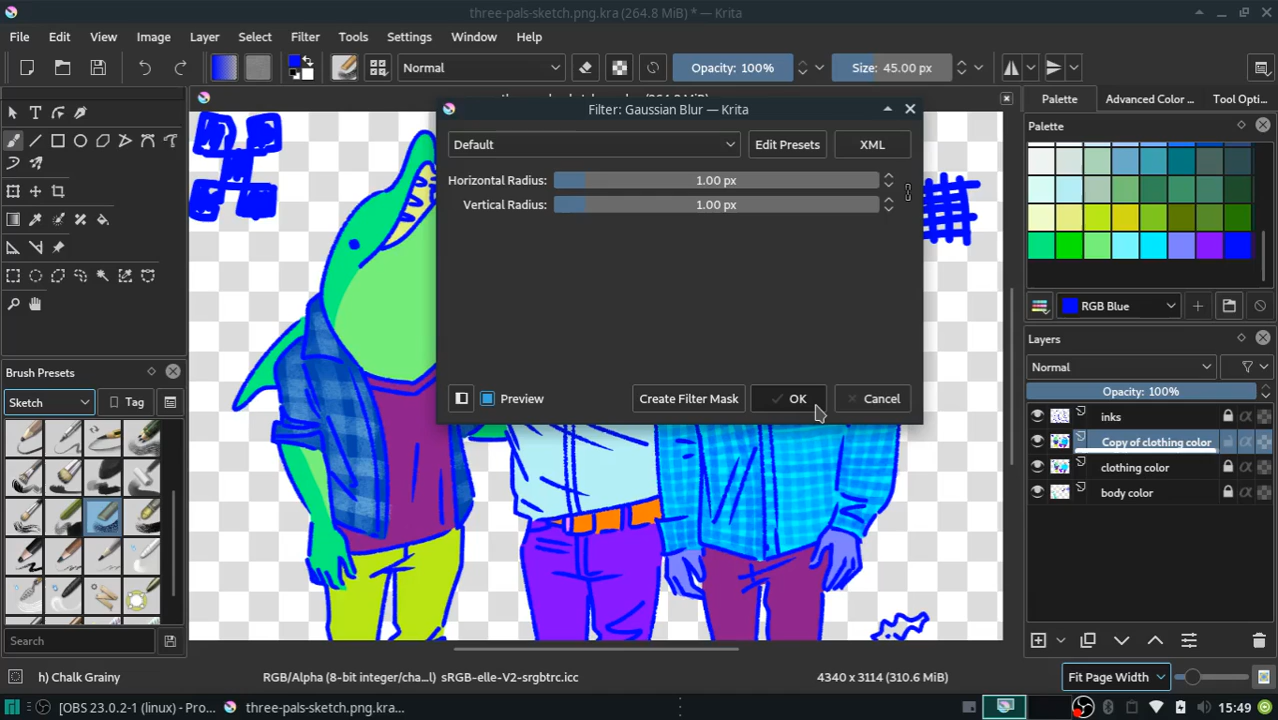 three-pals-sketch.png.kra (264.8 MiB) * — Krita
File Edit View Image Layer Select Filter Tools Settings Window Help
Normal Opacity: 100% Size: 45.00 px
Filter: Gaussian Blur — Krita
Palette Advanced Color ... Tool Opti...
Palette
Default Edit Presets XML
Horizontal Radius: 1.00 px
Vertical Radius: 1.00 px
RGB Blue
Layers
Normal
Opacity: 100%
Brush Presets
Sketch Tag
Preview Create Filter Mask OK Cancel
inks
Copy of clothing color
clothing color
body color
Search
h) Chalk Grainy RGB/Alpha (8-bit integer/cha...l) sRGB-elle-V2-srgbtrc.icc 4340 x 3114 (310.6 MiB) Fit Page Width
[OBS 23.0.2-1 (linux) - Pro... three-pals-sketch.png.kra... 15:49